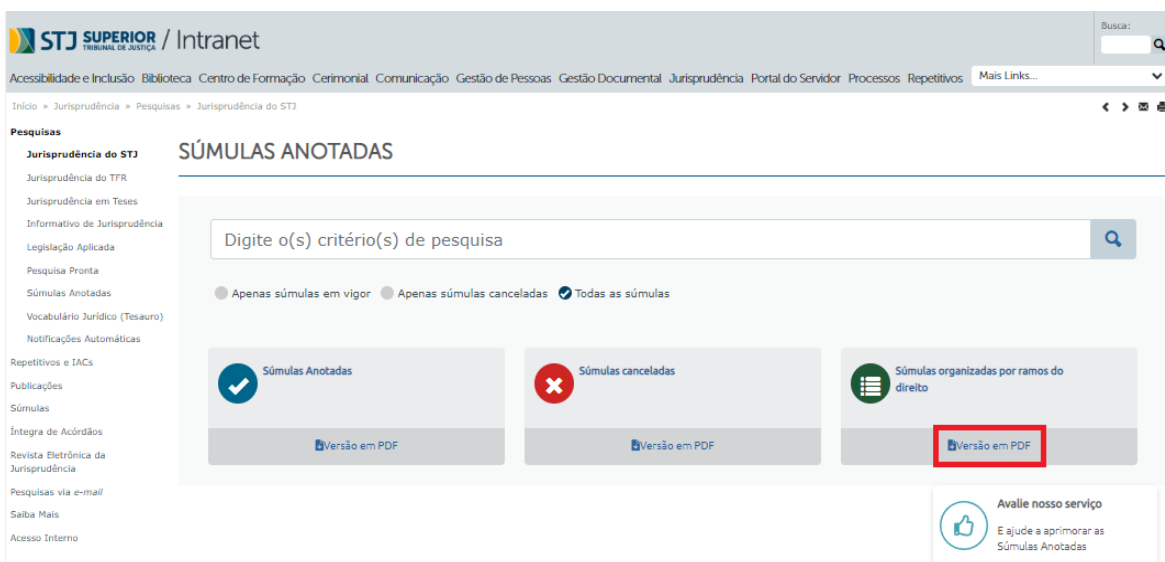 STJ SUPERIOR TRIBUNAL DE JUSTIÇA / Intranet
Busca:
Acessibilidade e Inclusão Biblioteca Centro de Formação Cerimonial Comunicação Gestão de Pessoas Gestão Documental Jurisprudência Portal do Servidor Processos Repetitivos Mais Links...
Início » Jurisprudência » Pesquisas » Jurisprudência do STJ
Pesquisas
Jurisprudência do STJ
Jurisprudência do TFR
Jurisprudência em Teses
Informativo de Jurisprudência
Legislação Aplicada
Pesquisa Pronta
Súmulas Anotadas
Vocabulário Jurídico (Tesauro)
Notificações Automáticas
Repetitivos e IACs
Publicações
Súmulas
Íntegra de Acórdãos
Revista Eletrônica da
Jurisprudência
Pesquisas via e-mail
Saiba Mais
Acesso Interno
SÚMULAS ANOTADAS
Digite o(s) critério(s) de pesquisa
Apenas súmulas em vigor Apenas súmulas canceladas Todas as súmulas
Súmulas Anotadas
Versão em PDF
Súmulas canceladas
Versão em PDF
Súmulas organizadas por ramos do
direito
Versão em PDF
Avalie nosso serviço
E ajude a aprimorar as
Súmulas Anotadas